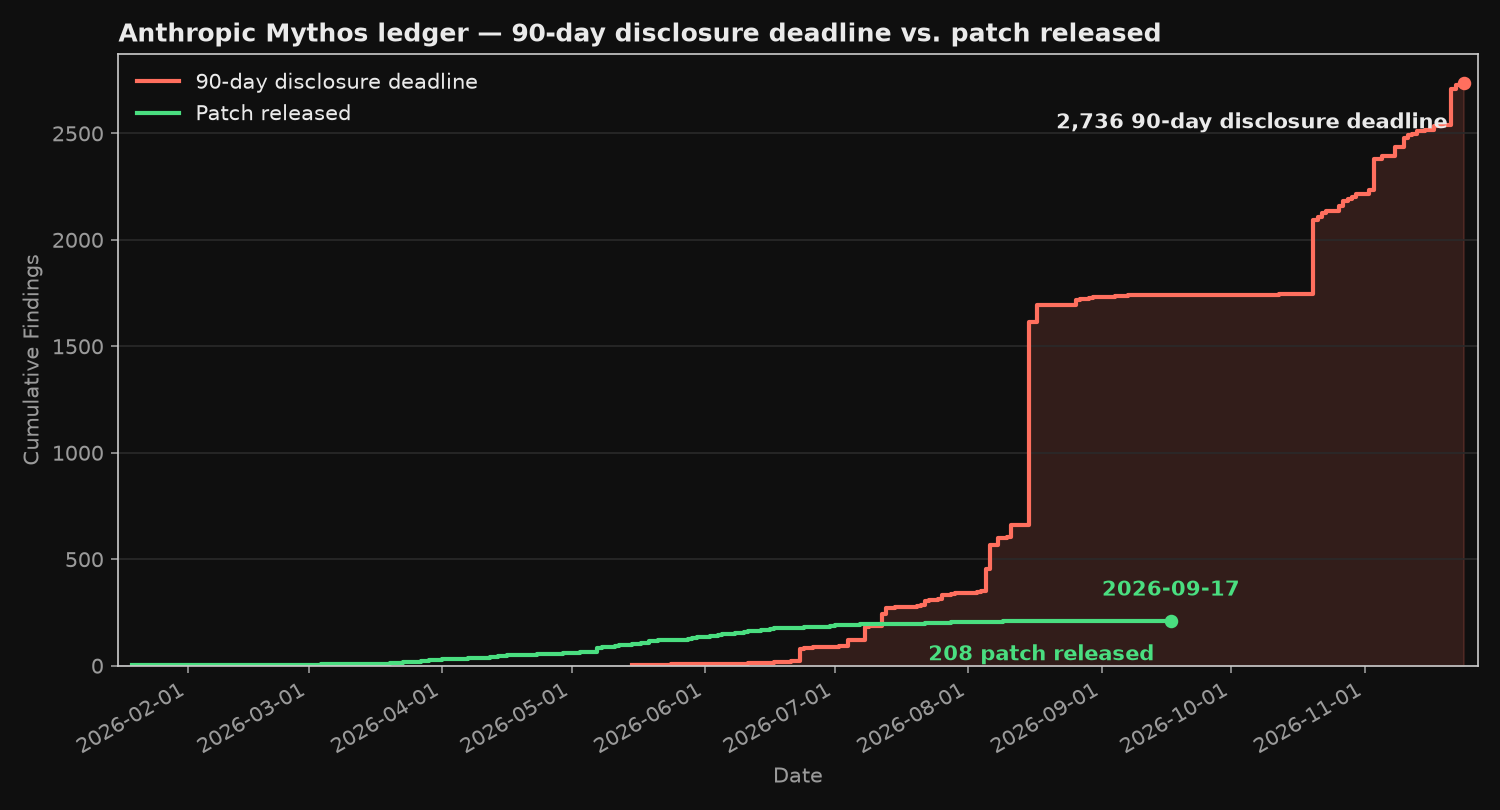 Anthropic Mythos ledger — 90-day disclosure deadline vs. patch released
90-day disclosure deadline
Patch released
2,736 90-day disclosure deadline
2500
2000
1500
1000
500
0
Cumulative Findings
2026-09-17
208 patch released
2026-02-01
2026-03-01
2026-04-01
2026-05-01
2026-06-01
2026-07-01
2026-08-01
2026-09-01
2026-10-01
2026-11-01
Date